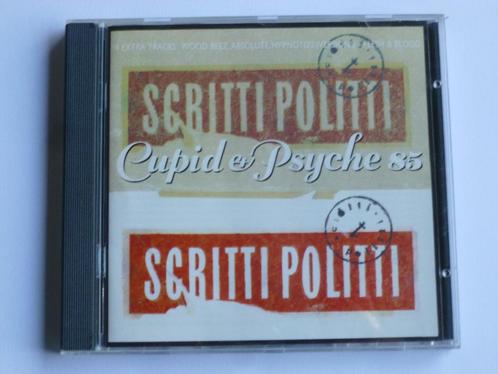 4 EXTRA TRACKS: WOOD BEEZ, ABSOLUTE, HYPNOTIZE, FLESH & BLOOD
SCRITTI POLITTI
Cupid & Psyche 85
SCRITTI POLITTI